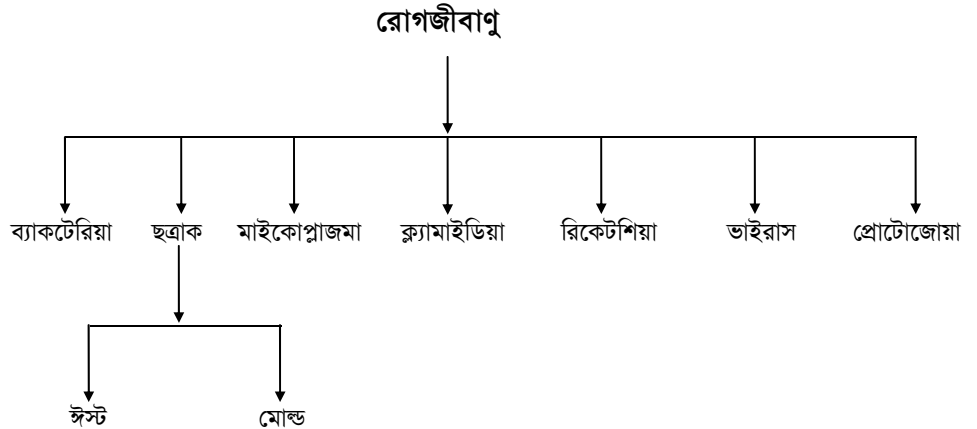 রোগজীবাণু
ব্যাকটেরিয়া ছত্রাক মাইকোপ্লাজমা ক্ল্যামাইডিয়া রিকেটশিয়া ভাইরাস প্রোটোজোয়া
ঈস্ট মোল্ড